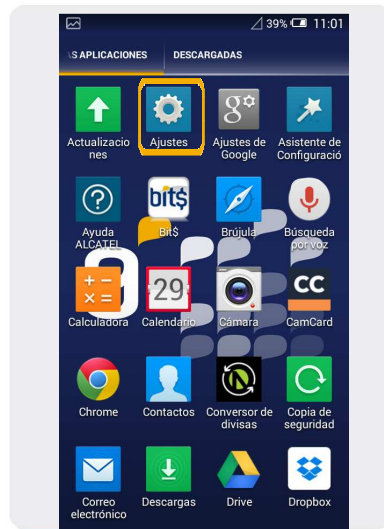 39% 11:01
\S APLICACIONES DESCARGADAS
g
Actualizacio Ajustes Ajustes de Asistente de
nes Google Configuració
? bit$
Ayuda Bit$ Brújula Búsqueda
ALCATEL por voz
+ − × = 29 CC
Calculadora Calendario Cámara CamCard
Chrome Contactos Conversor de Copia de
divisas seguridad
Correo Descargas Drive Dropbox
electrónico